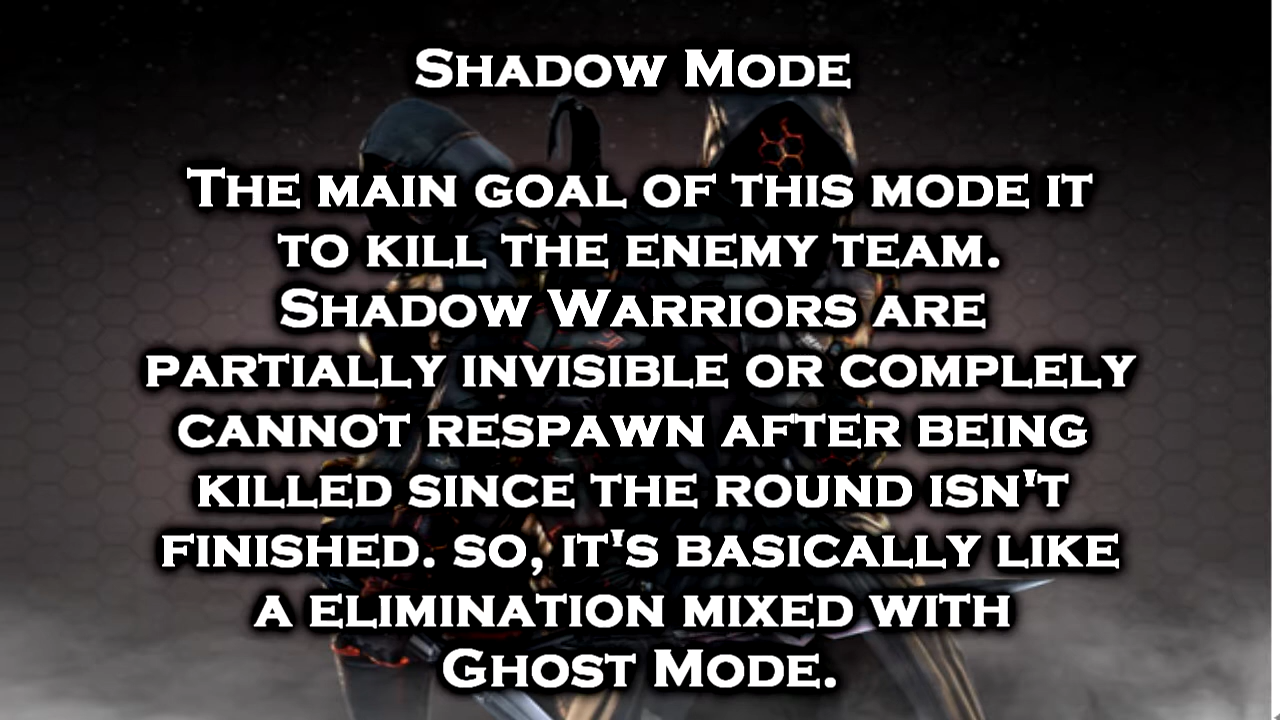 Shadow Mode
The main goal of this mode it
to kill the enemy team.
Shadow Warriors are
partially invisible or complely
cannot respawn after being
killed since the round isn't
finished. so, it's basically like
a elimination mixed with
Ghost Mode.